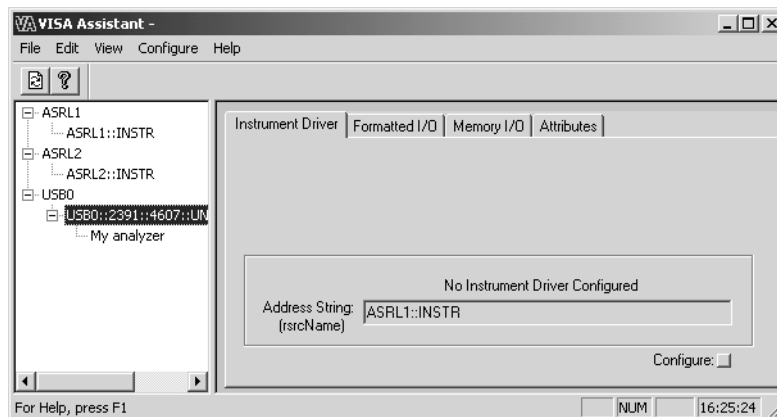 VISA Assistant -
File Edit View Configure Help
ASRL1
ASRL1::INSTR
ASRL2
ASRL2::INSTR
USB0
USB0::2391::4607::UN
My analyzer
Instrument Driver Formatted I/O Memory I/O Attributes
No Instrument Driver Configured
Address String: ASRL1::INSTR
(rsrcName)
Configure:
For Help, press F1 NUM 16:25:24